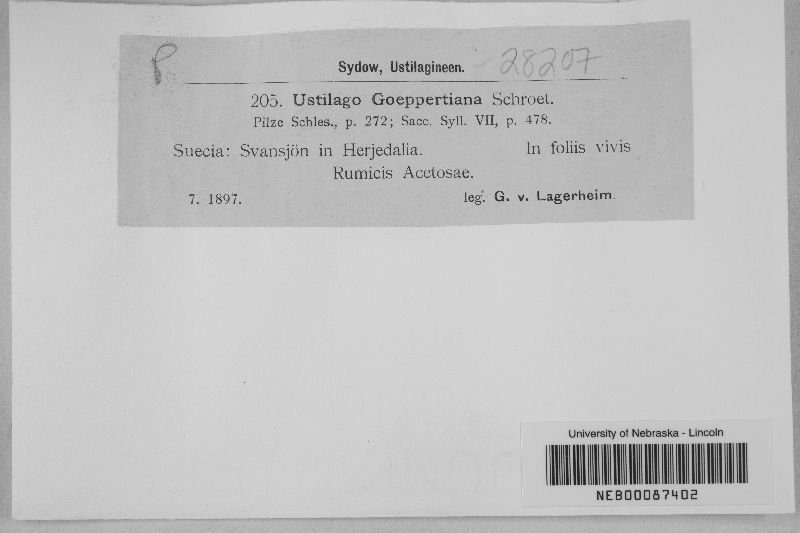 P
28207
Sydow, Ustilagineen.
205. Ustilago Goeppertiana Schroet.
Pilze Schles., p. 272; Sacc. Syll. VII, p. 478.
Suecia: Svansjön in Herjedalia. In foliis vivis
Rumicis Acetosae.
7. 1897. leg. G. v. Lagerheim.
University of Nebraska - Lincoln
NEB00087402